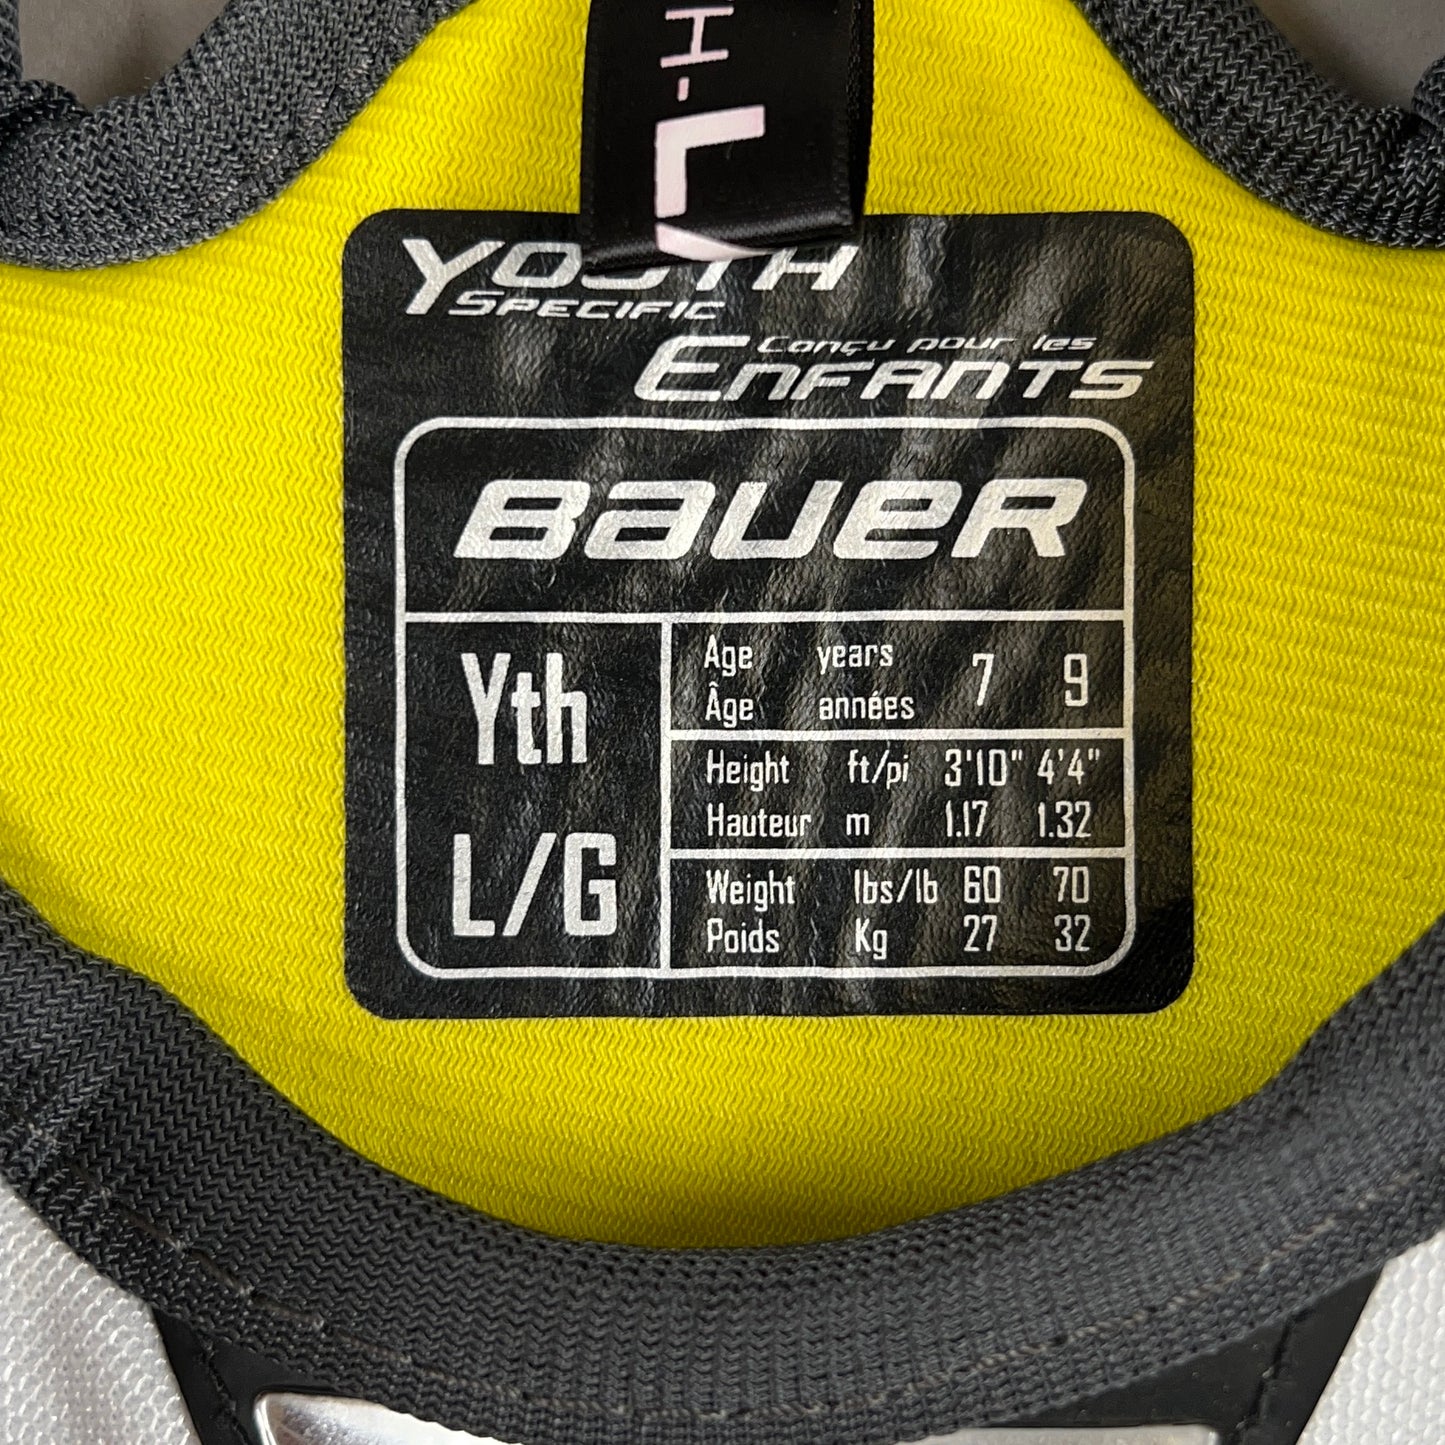 H-L
YOUTH
SPECIFIC
Conçu pour les
ENFANTS
BAUER
Yth
L/G
Age years 7 9
Âge années
Height ft/pi 3'10" 4'4"
Hauteur m 1.17 1.32
Weight lbs/lb 60 70
Poids Kg 27 32